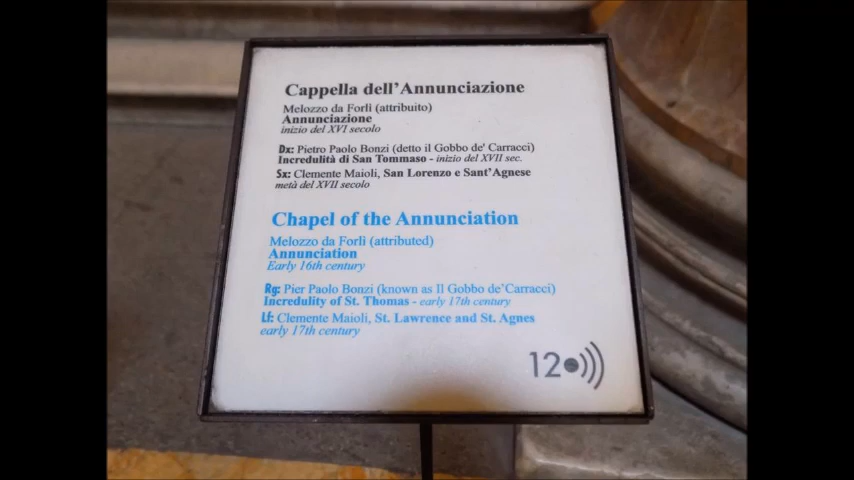 Cappella dell'Annunciazione
Melozzo da Forlì (attribuito)
Annunciazione
inizio del XVI secolo
Dx: Pietro Paolo Bonzi (detto il Gobbo de' Carracci)
Incredulità di San Tommaso - inizio del XVII sec.
Sx: Clemente Maioli, San Lorenzo e Sant'Agnese
metà del XVII secolo
Chapel of the Annunciation
Melozzo da Forlì (attributed)
Annunciation
Early 16th century
Rg: Pier Paolo Bonzi (known as Il Gobbo de'Carracci)
Incredulity of St. Thomas - early 17th century
Lf: Clemente Maioli, St. Lawrence and St. Agnes
early 17th century
12